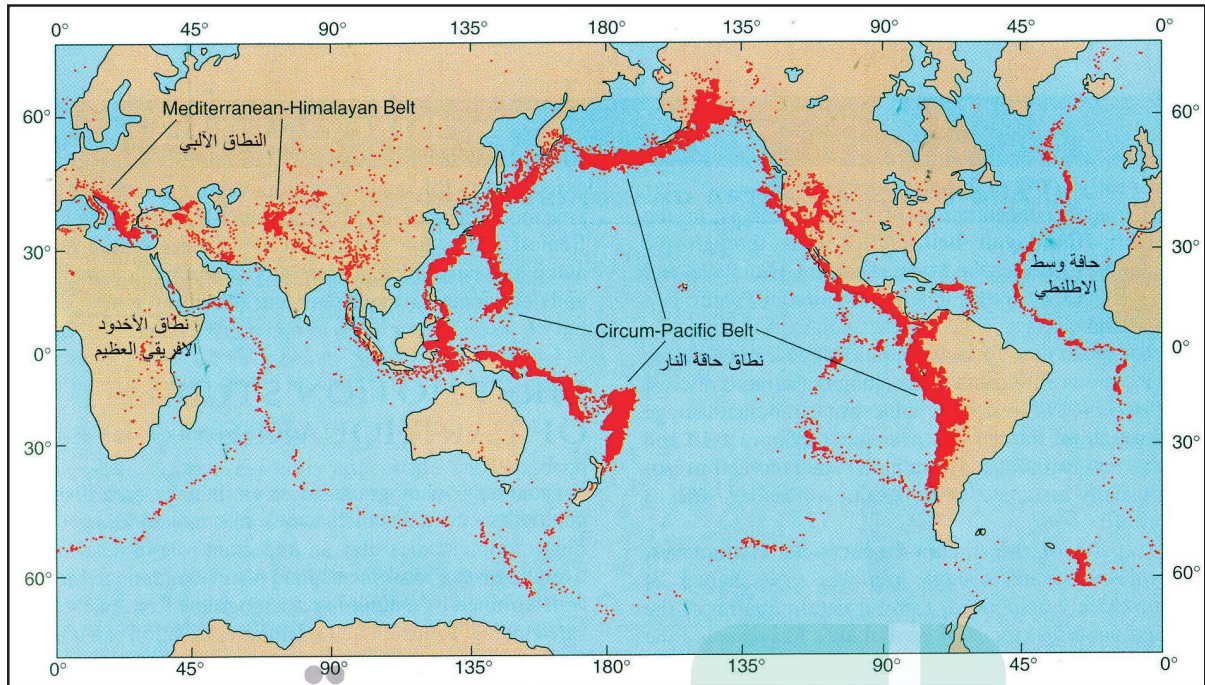 0° 45° 90° 135° 180° 135° 90° 45° 0°
60° 60°
Mediterranean-Himalayan Belt
النطاق الألبي
30° 30°
حافة وسط
الاطلنطي
نطاق الأخدود
الافريقي العظيم
Circum-Pacific Belt
نطاق حافة النار
0° 0°
30° 30°
60° 60°
0° 45° 90° 135° 180° 135° 90° 45° 0°